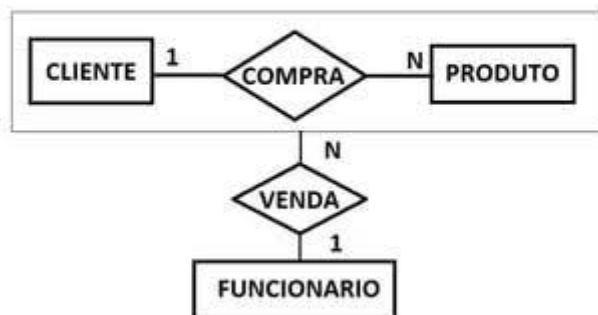 CLIENTE 1 COMPRA N PRODUTO
N
VENDA
1
FUNCIONARIO